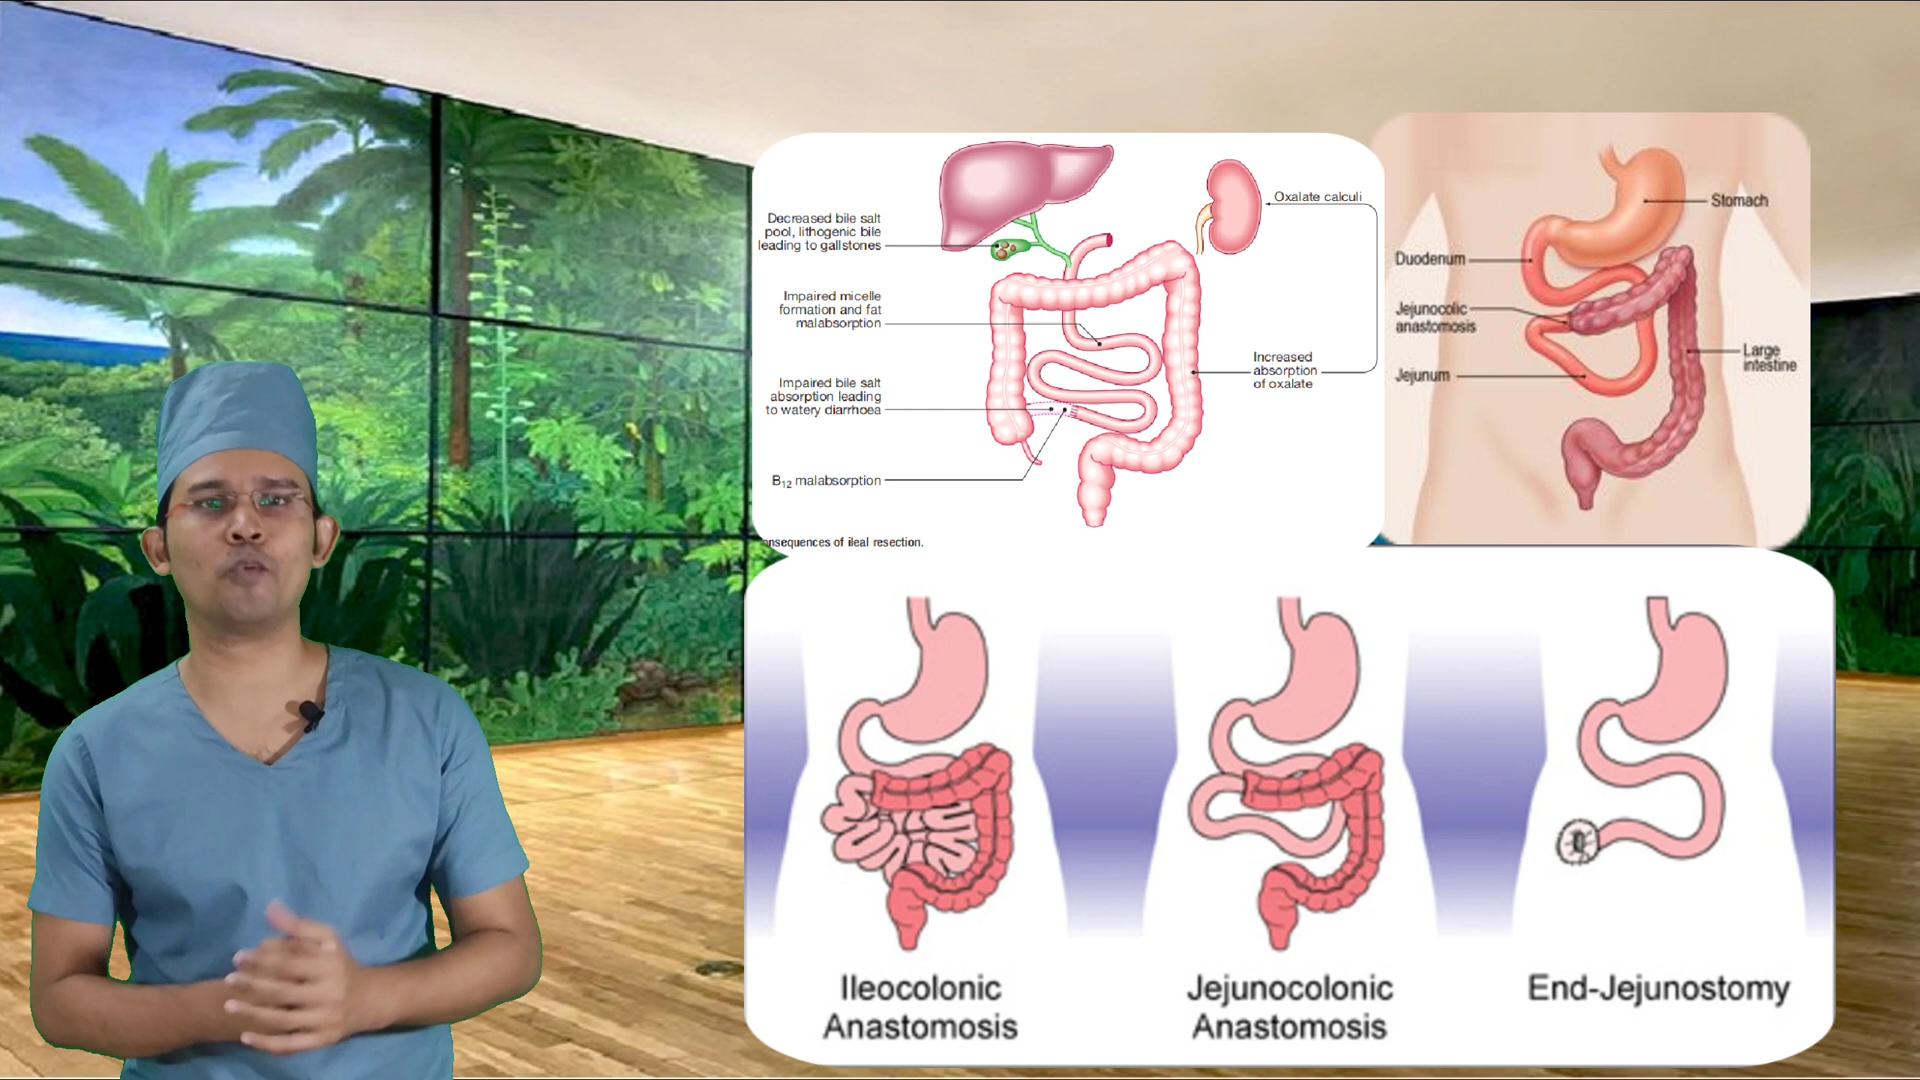 Decreased bile salt
pool, lithogenic bile
leading to gallstones
Impaired micelle
formation and fat
malabsorption
Impaired bile salt
absorption leading
to watery diarrhoea
B12 malabsorption
Oxalate calculi
Increased
absorption
of oxalate
onsequences of ileal resection.
Stomach
Duodenum
Jejunocolic
anastomosis
Jejunum
Large
intestine
Ileocolonic
Anastomosis
Jejunocolonic
Anastomosis
End-Jejunostomy